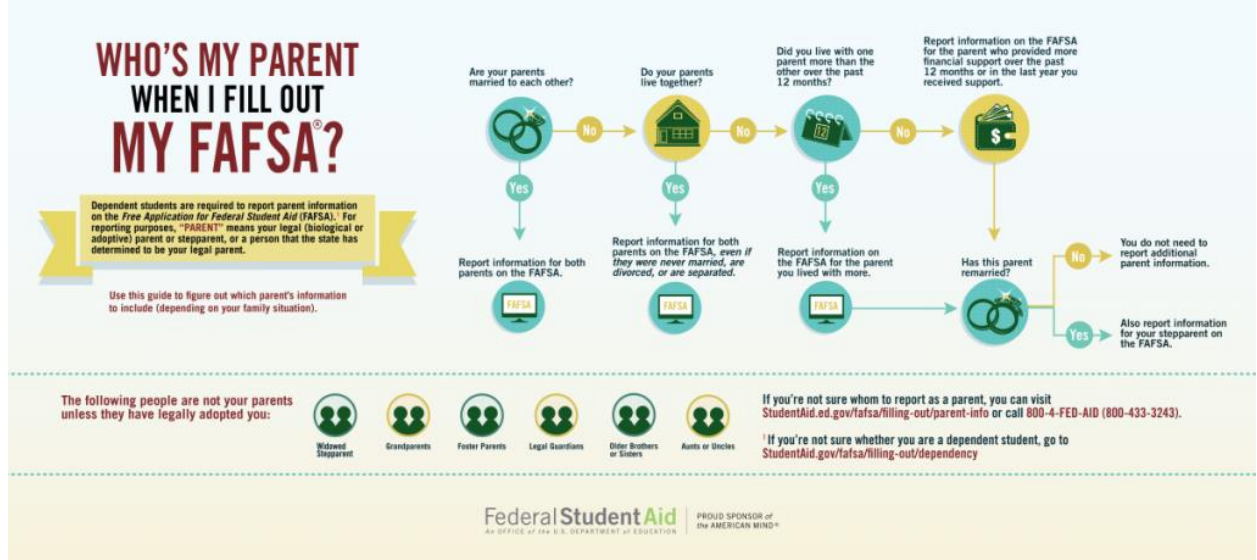 WHO'S MY PARENT
WHEN I FILL OUT
MY FAFSA®?
Dependent students are required to report parent information
on the Free Application for Federal Student Aid (FAFSA).¹ For
reporting purposes, "PARENT" means your legal (biological or
adoptive) parent or stepparent, or a person that the state has
determined to be your legal parent.
Use this guide to figure out which parent's information
to include (depending on your family situation).
Are your parents
married to each other?
No
Do your parents
live together?
No
Did you live with one
parent more than the
other over the past
12 months?
12
No
Report information on the FAFSA
for the parent who provided more
financial support over the past
12 months or in the last year you
received support.
$
Yes
Report information for both
parents on the FAFSA.
FAFSA
Yes
Report information for both
parents on the FAFSA, even if
they were never married, are
divorced, or are separated.
FAFSA
Yes
Report information on
the FAFSA for the parent
you lived with more.
FAFSA
Has this parent
remarried?
No
You do not need to
report additional
parent information.
Yes
Also report information
for your stepparent on
the FAFSA.
The following people are not your parents
unless they have legally adopted you:
Widowed
Stepparent
Grandparents
Foster Parents
Legal Guardians
Older Brothers
or Sisters
Aunts or Uncles
If you're not sure whom to report as a parent, you can visit
StudentAid.ed.gov/fafsa/filling-out/parent-info or call 800-4-FED-AID (800-433-3243).
¹ If you're not sure whether you are a dependent student, go to
StudentAid.gov/fafsa/filling-out/dependency
Federal Student Aid
An OFFICE of the U.S. DEPARTMENT of EDUCATION
PROUD SPONSOR of
the AMERICAN MIND®